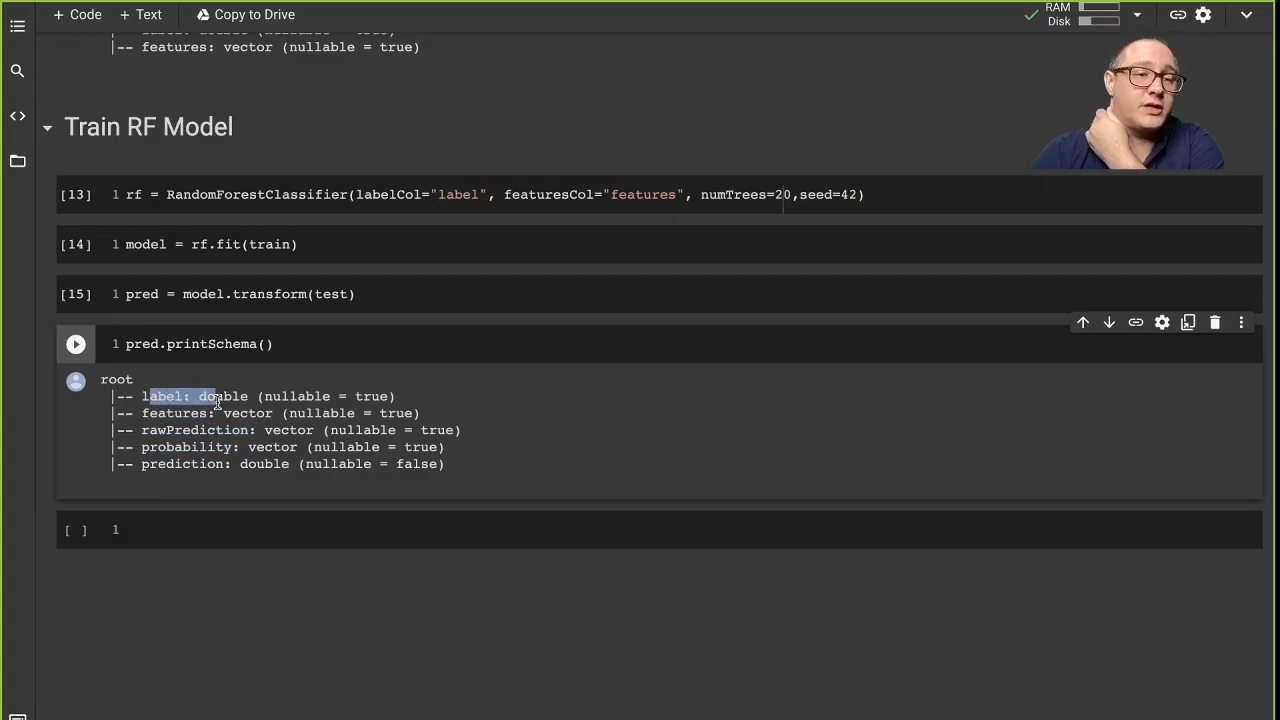 + Code + Text Copy to Drive RAM
Disk
|-- features: vector (nullable = true)
Train RF Model
[13] 1 rf = RandomForestClassifier(labelCol="label", featuresCol="features", numTrees=20,seed=42)
[14] 1 model = rf.fit(train)
[15] 1 pred = model.transform(test)
1 pred.printSchema()
root
|-- label: double (nullable = true)
|-- features: vector (nullable = true)
|-- rawPrediction: vector (nullable = true)
|-- probability: vector (nullable = true)
|-- prediction: double (nullable = false)
[ ] 1